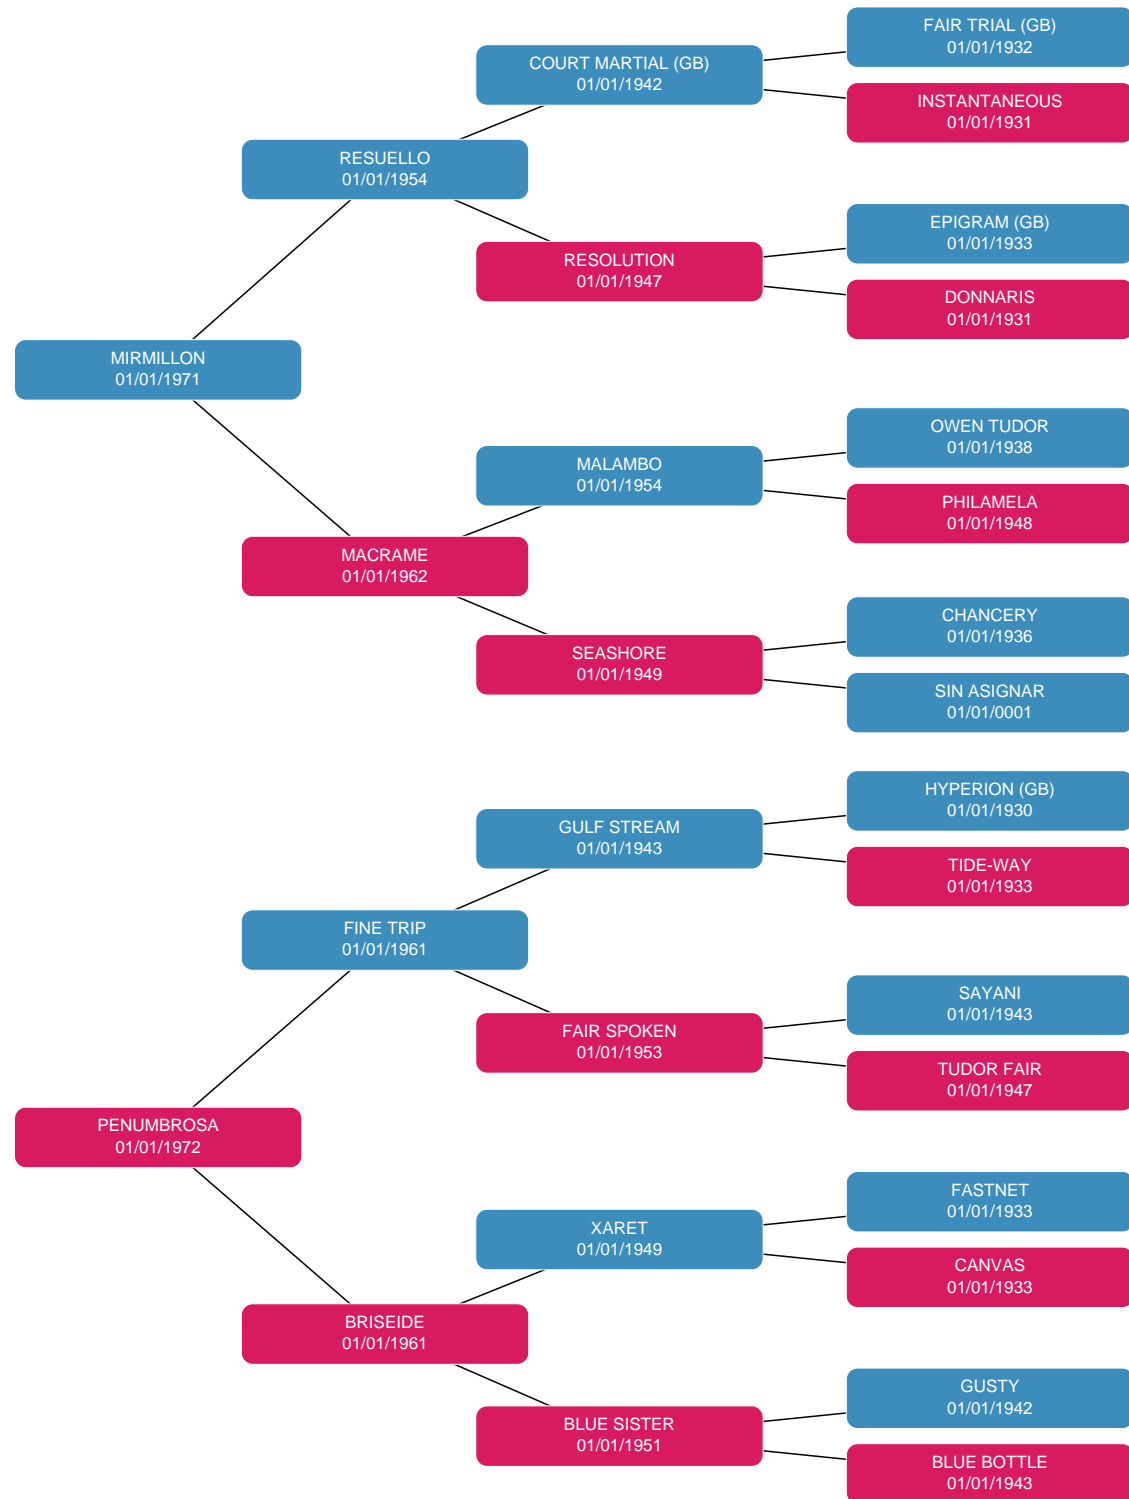 FAIR TRIAL (GB)
01/01/1932
COURT MARTIAL (GB)
01/01/1942
INSTANTANEOUS
01/01/1931
RESUELLO
01/01/1954
EPIGRAM (GB)
01/01/1933
RESOLUTION
01/01/1947
DONNARIS
01/01/1931
MIRMILLON
01/01/1971
OWEN TUDOR
01/01/1938
MALAMBO
01/01/1954
PHILAMELA
01/01/1948
MACRAME
01/01/1962
CHANCERY
01/01/1936
SEASHORE
01/01/1949
SIN ASIGNAR
01/01/0001
HYPERION (GB)
01/01/1930
GULF STREAM
01/01/1943
TIDE-WAY
01/01/1933
FINE TRIP
01/01/1961
SAYANI
01/01/1943
FAIR SPOKEN
01/01/1953
TUDOR FAIR
01/01/1947
PENUMBROSA
01/01/1972
FASTNET
01/01/1933
XARET
01/01/1949
CANVAS
01/01/1933
BRISEIDE
01/01/1961
GUSTY
01/01/1942
BLUE SISTER
01/01/1951
BLUE BOTTLE
01/01/1943